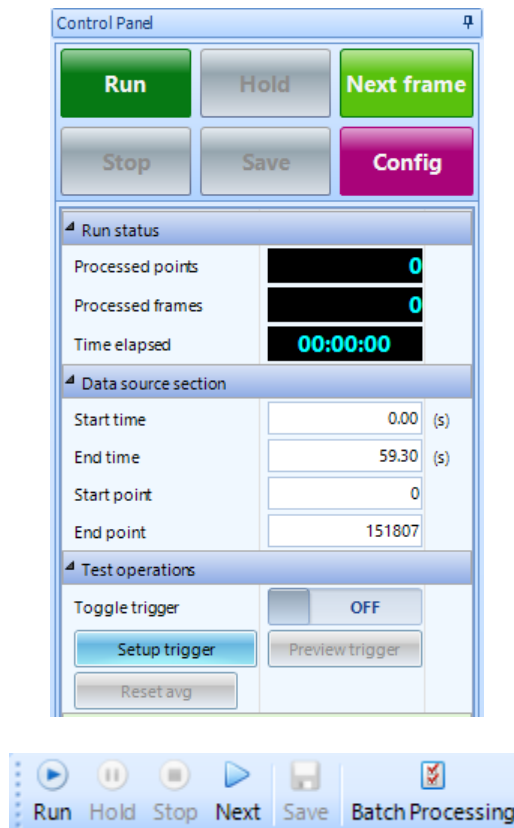 Control Panel
Run Hold Next frame
Stop Save Config
Run status
Processed points 0
Processed frames 0
Time elapsed 00:00:00
Data source section
Start time 0.00 (s)
End time 59.30 (s)
Start point 0
End point 151807
Test operations
Toggle trigger OFF
Setup trigger Preview trigger
Reset avg
Run Hold Stop Next Save Batch Processing